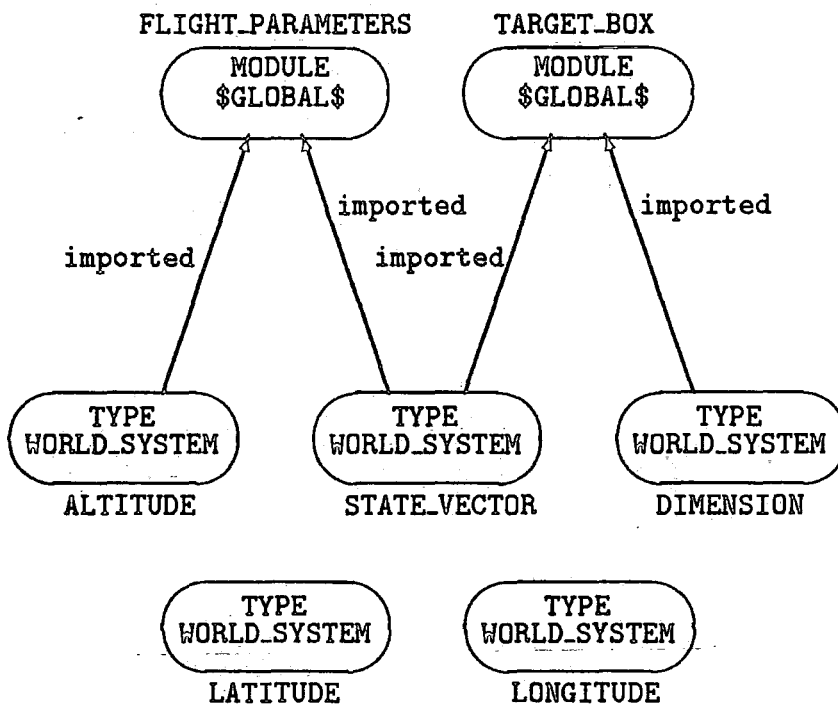 FLIGHT_PARAMETERS TARGET_BOX
MODULE MODULE
$GLOBAL$ $GLOBAL$
imported imported
imported imported
TYPE TYPE TYPE
WORLD_SYSTEM WORLD_SYSTEM WORLD_SYSTEM
ALTITUDE STATE_VECTOR DIMENSION
TYPE TYPE
WORLD_SYSTEM WORLD_SYSTEM
LATITUDE LONGITUDE